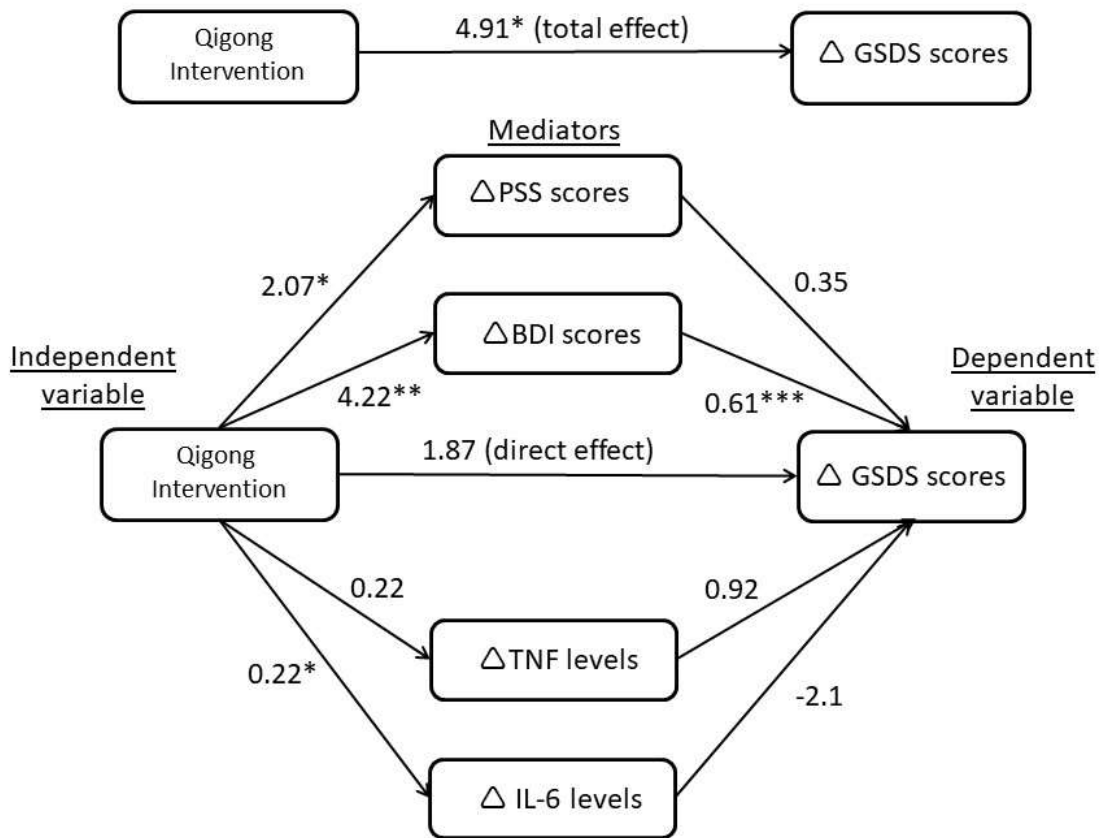 Qigong
Intervention
4.91* (total effect)
△ GSDS scores
Mediators
△PSS scores
2.07*
0.35
△BDI scores
Independent
variable
4.22**
0.61***
Dependent
variable
Qigong
Intervention
1.87 (direct effect)
△ GSDS scores
0.22
0.92
△TNF levels
0.22*
-2.1
△ IL-6 levels